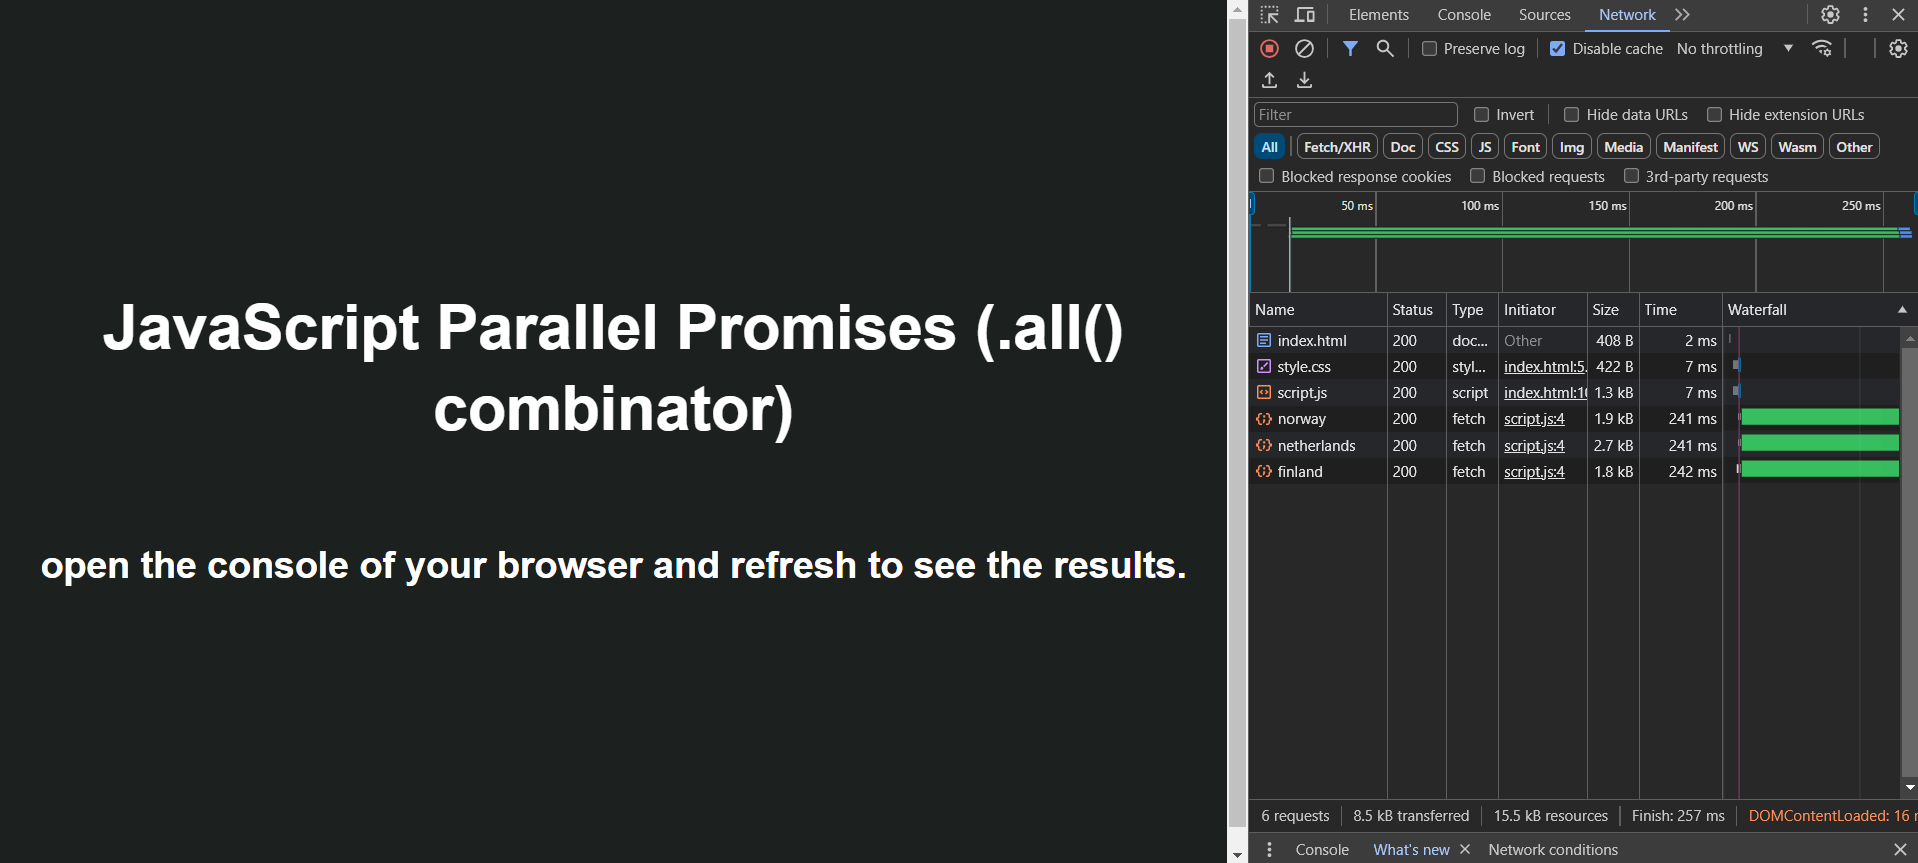 JavaScript Parallel Promises (.all()
combinator)
open the console of your browser and refresh to see the results.
Elements Console Sources Network
Preserve log Disable cache No throttling
Filter Invert Hide data URLs Hide extension URLs
All Fetch/XHR Doc CSS JS Font Img Media Manifest WS Wasm Other
Blocked response cookies Blocked requests 3rd-party requests
50 ms 100 ms 150 ms 200 ms 250 ms
Name Status Type Initiator Size Time Waterfall
index.html 200 doc... Other 408 B 2 ms
style.css 200 styl... index.html:5 422 B 7 ms
script.js 200 script index.html:1 1.3 kB 7 ms
norway 200 fetch script.js:4 1.9 kB 241 ms
netherlands 200 fetch script.js:4 2.7 kB 241 ms
finland 200 fetch script.js:4 1.8 kB 242 ms
6 requests 8.5 kB transferred 15.5 kB resources Finish: 257 ms DOMContentLoaded: 16
Console What's new Network conditions